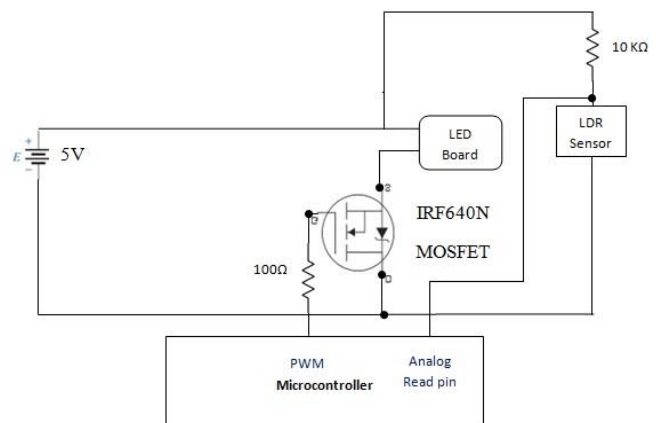 10 KΩ
LDR
Sensor
LED
Board
+
E
5V
-
S
IRF640N
G
MOSFET
100Ω
D
PWM
Analog
Microcontroller
Read pin